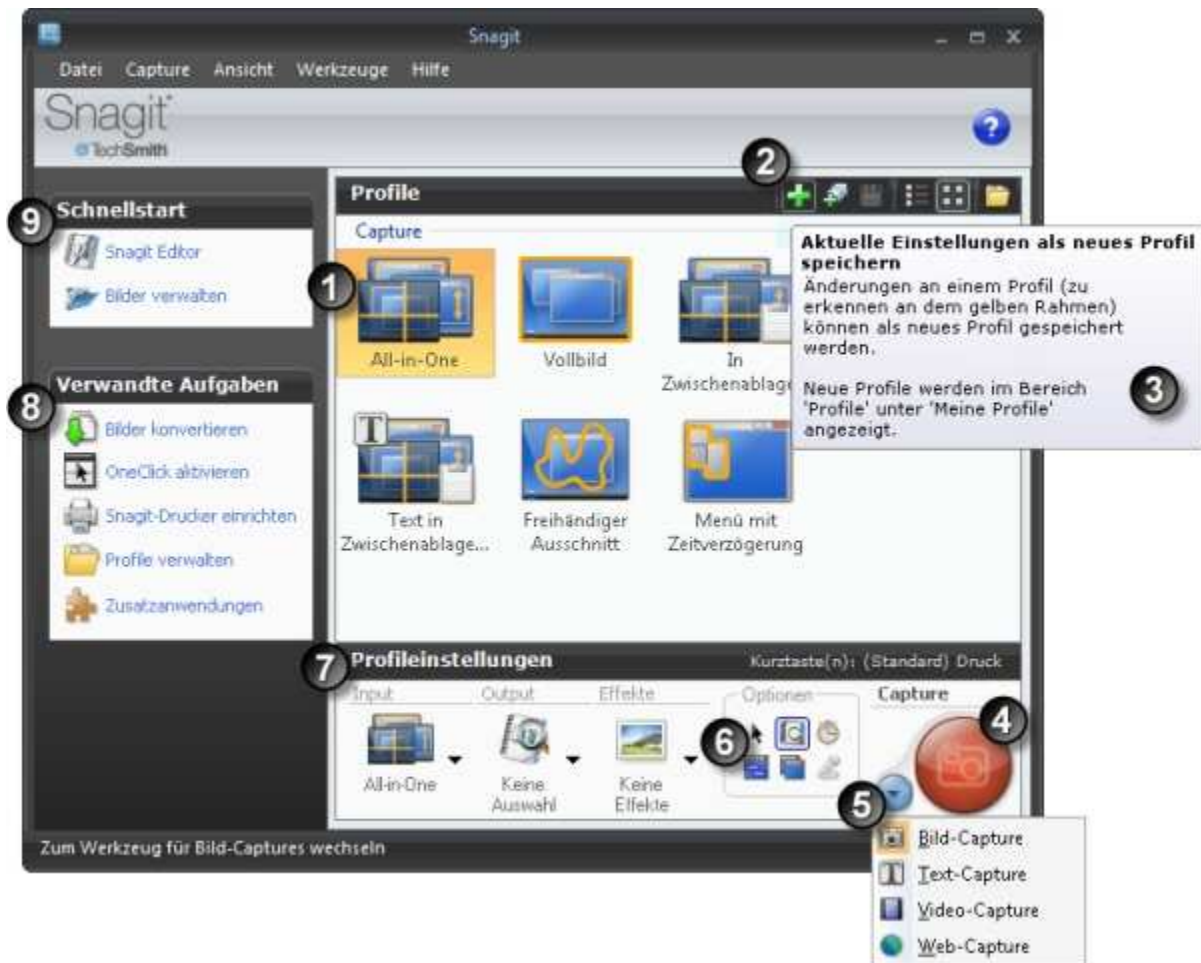 Snagit
Datei Capture Ansicht Werkzeuge Hilfe
Snagit
TechSmith
?
2
Profile
9
Schnellstart
Snagit Editor
Bilder verwalten
Capture
1
All-in-One
Vollbild
In
Zwischenablage
Aktuelle Einstellungen als neues Profil
speichern
Änderungen an einem Profil (zu
erkennen an dem gelben Rahmen)
können als neues Profil gespeichert
werden.
Neue Profile werden im Bereich
'Profile' unter 'Meine Profile'
angezeigt.
3
Verwandte Aufgaben
8
Bilder konvertieren
OneClick aktivieren
Snagit-Drucker einrichten
Profile verwalten
Zusatzanwendungen
T
Text in
Zwischenablage...
Freihändiger
Ausschnitt
Menü mit
Zeitverzögerung
7
Profileinstellungen
Kurztaste(n): (Standard) Druck
Input
Output
Effekte
Optionen
Capture
4
6
All-in-One
Keine
Auswahl
Keine
Effekte
5
Zum Werkzeug für Bild-Captures wechseln
Bild-Capture
T Text-Capture
Video-Capture
Web-Capture